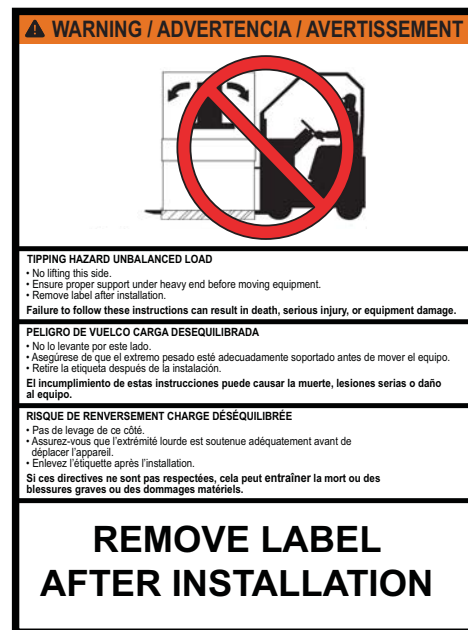 WARNING / ADVERTENCIA / AVERTISSEMENT
TIPPING HAZARD UNBALANCED LOAD
• No lifting this side.
• Ensure proper support under heavy end before moving equipment.
• Remove label after installation.
Failure to follow these instructions can result in death, serious injury, or equipment damage.
PELIGRO DE VUELCO CARGA DESEQUILIBRADA
• No lo levante por este lado.
• Asegúrese de que el extremo pesado esté adecuadamente soportado antes de mover el equipo.
• Retire la etiqueta después de la instalación.
El incumplimiento de estas instrucciones puede causar la muerte, lesiones serias o daño
al equipo.
RISQUE DE RENVERSEMENT CHARGE DÉSÉQUILIBRÉE
• Pas de levage de ce côté.
• Assurez-vous que l'extrémité lourde est soutenue adéquatement avant de
déplacer l'appareil.
• Enlevez l'étiquette après l'installation.
Si ces directives ne sont pas respectées, cela peut entraîner la mort ou des
blessures graves ou des dommages matériels.
REMOVE LABEL
AFTER INSTALLATION